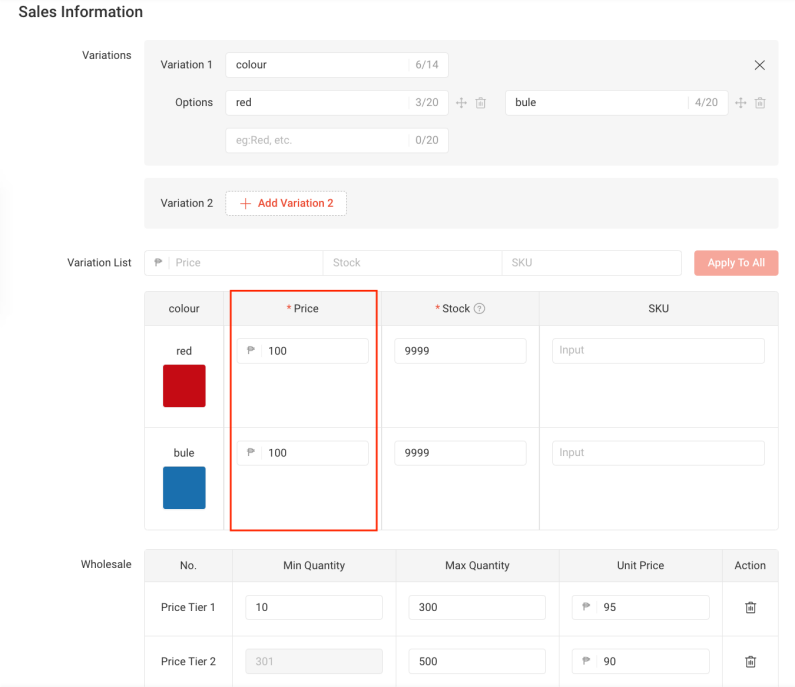 Sales Information
Variations
Variation 1 colour 6/14
Options red 3/20 bule 4/20
eg:Red, etc. 0/20
Variation 2 + Add Variation 2
Variation List ₱ Price Stock SKU Apply To All
colour * Price * Stock ? SKU
red ₱ 100 9999 Input
bule ₱ 100 9999 Input
Wholesale No. Min Quantity Max Quantity Unit Price Action
Price Tier 1 10 300 ₱ 95
Price Tier 2 301 500 ₱ 90